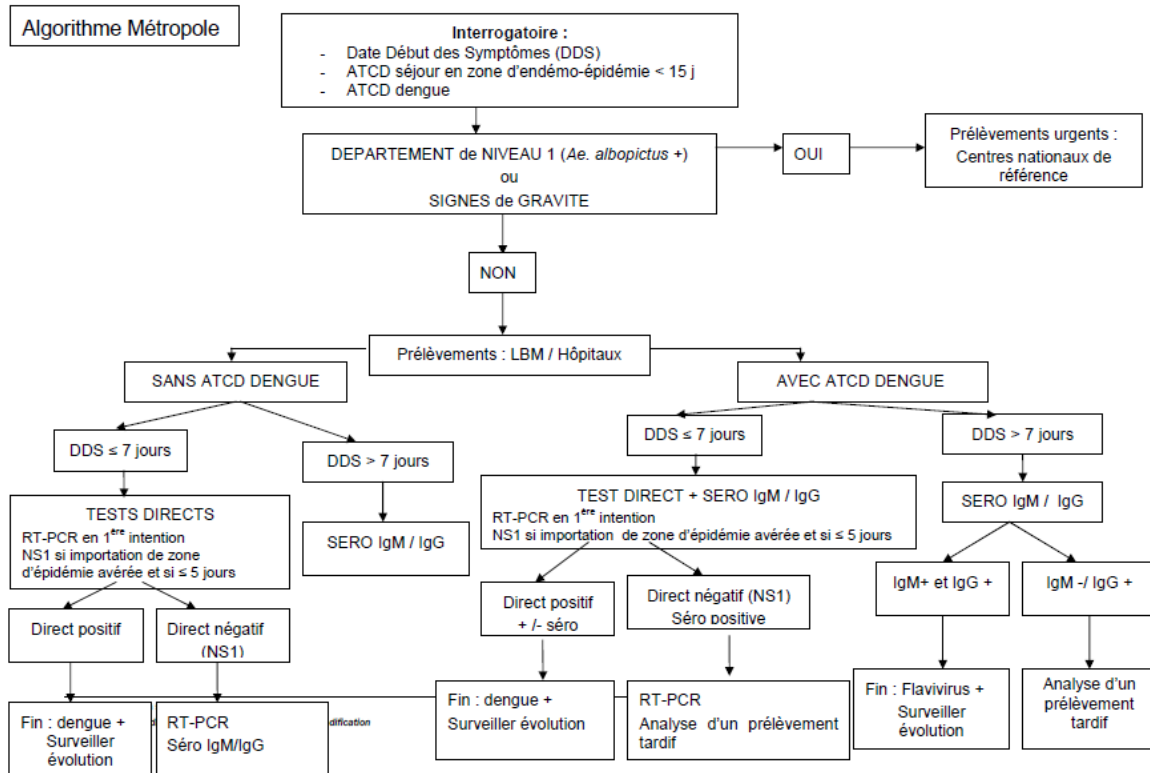 Algorithme Métropole
Interrogatoire :
- Date Début des Symptômes (DDS)
- ATCD séjour en zone d'endémo-épidémie < 15 j
- ATCD dengue
DEPARTEMENT de NIVEAU 1 (Ae. albopictus +)
ou
SIGNES de GRAVITE
OUI
Prélèvements urgents :
Centres nationaux de
référence
NON
Prélèvements : LBM / Hôpitaux
SANS ATCD DENGUE
AVEC ATCD DENGUE
DDS ≤ 7 jours
DDS > 7 jours
DDS ≤ 7 jours
DDS > 7 jours
TESTS DIRECTS
RT-PCR en 1ère intention
NS1 si importation de zone
d'épidémie avérée et si ≤ 5 jours
SERO IgM / IgG
TEST DIRECT + SERO IgM / IgG
RT-PCR en 1ère intention
NS1 si importation de zone d'épidémie avérée et si ≤ 5 jours
SERO IgM / IgG
Direct positif
Direct négatif
(NS1)
Direct positif
+ /- séro
Direct négatif (NS1)
Séro positive
IgM+ et IgG +
IgM -/ IgG +
Fin : dengue +
Surveiller
évolution
RT-PCR
Séro IgM/IgG
dification
Fin : dengue +
Surveiller évolution
RT-PCR
Analyse d'un prélèvement
tardif
Fin : Flavivirus +
Surveiller
évolution
Analyse d'un
prélèvement
tardif